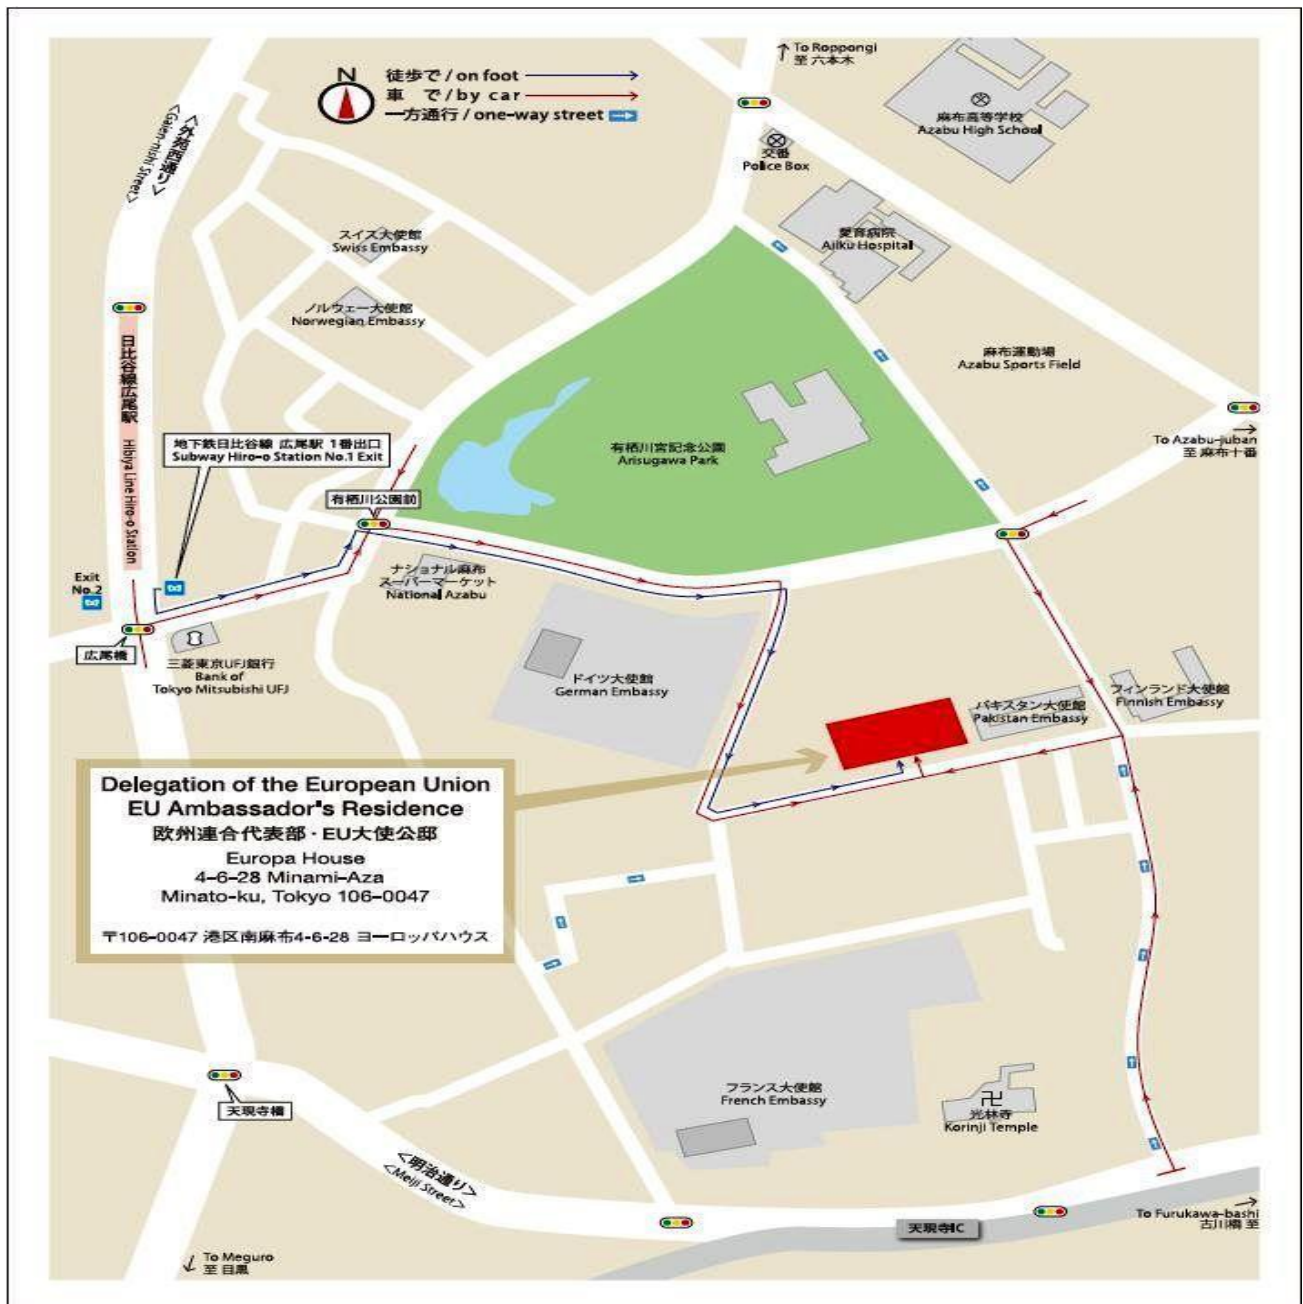 To Roppongi
至 六本木
N
徒歩で / on foot
車 で / by car
一方通行 / one-way street
麻布高等学校
Azabu High School
交番
Police Box
<外苑西通り>
<Gaien-nishi Street>
スイス大使館
Swiss Embassy
愛育病院
Aiiku Hospital
ノルウェー大使館
Norwegian Embassy
日比谷線広尾駅 Hibiya Line Hiro-o Station
麻布運動場
Azabu Sports Field
地下鉄日比谷線 広尾駅 1番出口
Subway Hiro-o Station No.1 Exit
有栖川宮記念公園
Arisugawa Park
To Azabu-juban
至 麻布十番
有栖川公園前
Exit
No.2
ナショナル麻布
スーパーマーケット
National Azabu
広尾橋
三菱東京UFJ銀行
Bank of
Tokyo Mitsubishi UFJ
ドイツ大使館
German Embassy
パキスタン大使館
Pakistan Embassy
フィンランド大使館
Finnish Embassy
Delegation of the European Union
EU Ambassador's Residence
欧州連合代表部・EU大使公邸
Europa House
4-6-28 Minami-Aza
Minato-ku, Tokyo 106-0047
〒106-0047 港区南麻布4-6-28 ヨーロッパハウス
天現寺橋
フランス大使館
French Embassy
卍
光林寺
Korinji Temple
<明治通り>
<Meiji Street>
天現寺IC
To Furukawa-bashi
古川橋 至
To Meguro
至 目黒